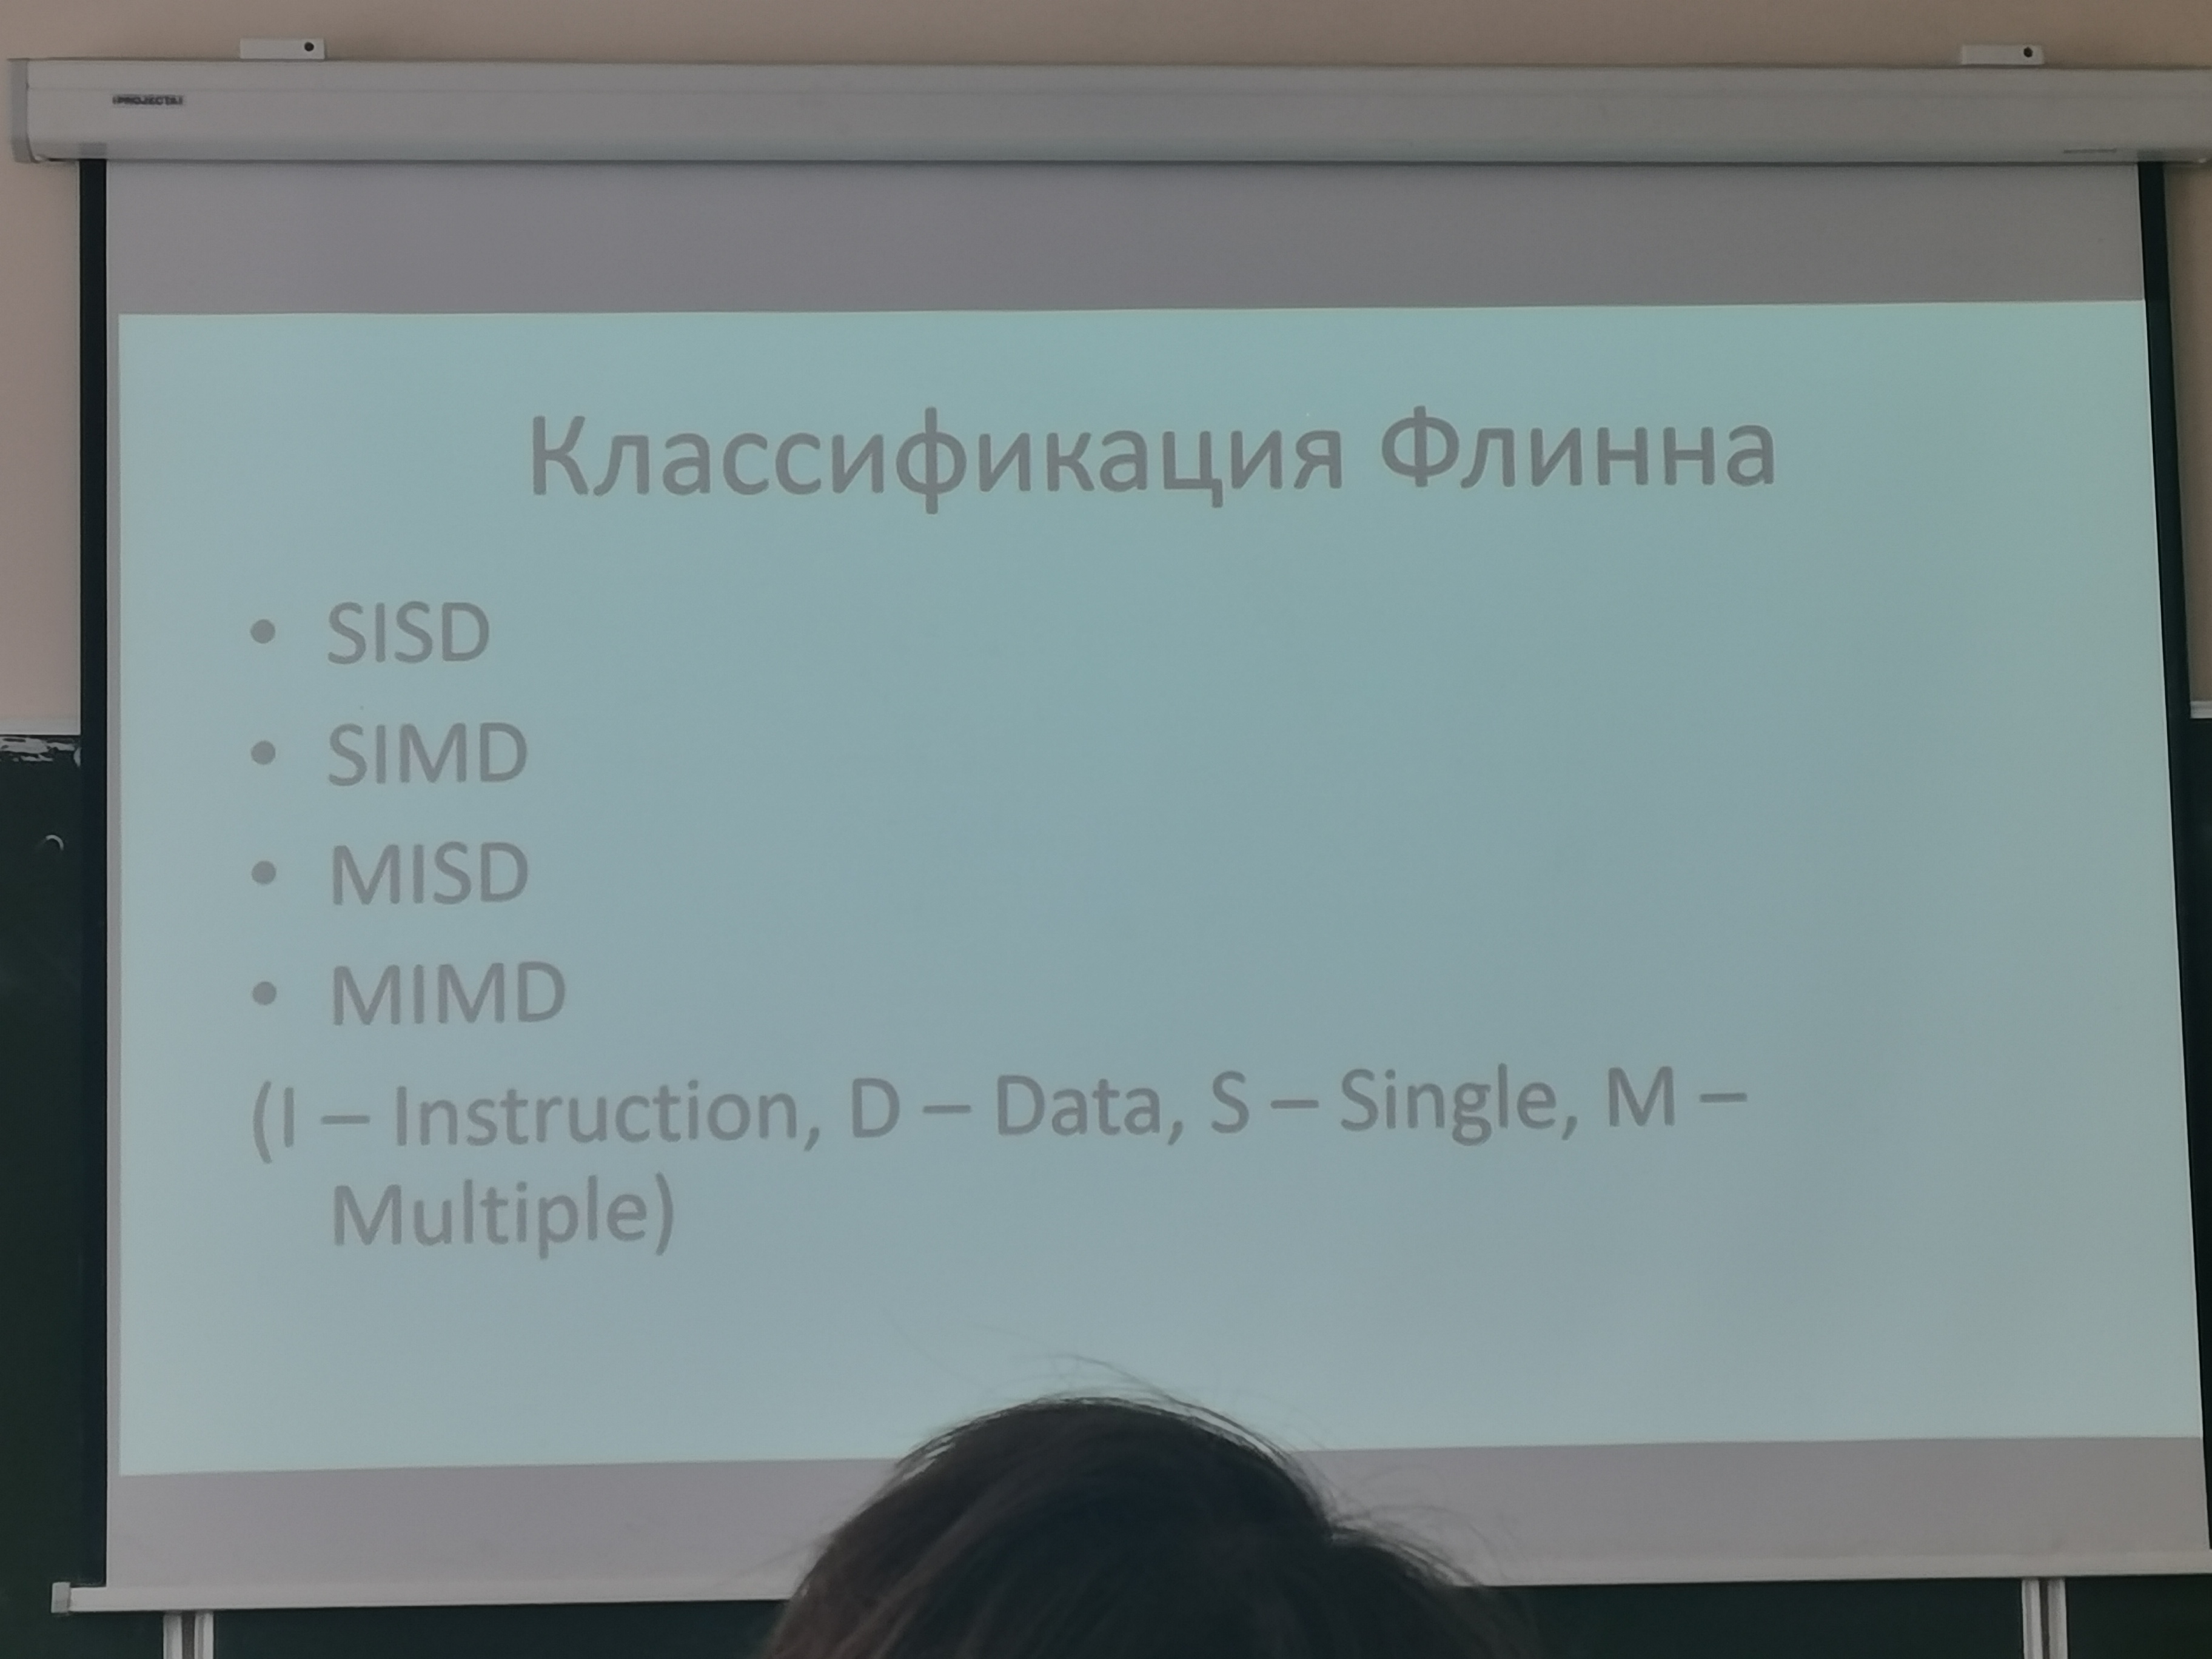 PROJECTA
Классификация Флинна
• SISD
• SIMD
• MISD
• MIMD
(I – Instruction, D – Data, S – Single, M –
Multiple)